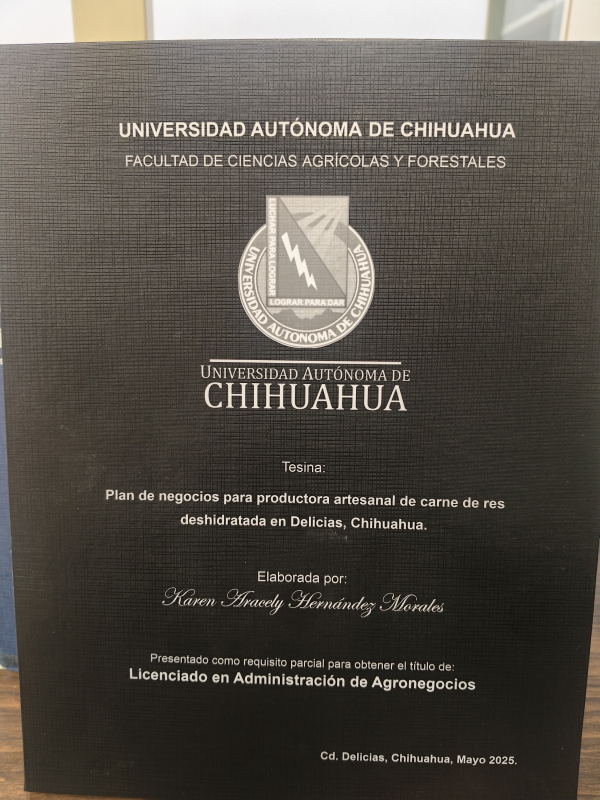 UNIVERSIDAD AUTÓNOMA DE CHIHUAHUA
FACULTAD DE CIENCIAS AGRÍCOLAS Y FORESTALES
LUCHAR PARA LOGRAR
LOGRAR PARA DAR
UNIVERSIDAD AUTONOMA DE CHIHUAHUA
UNIVERSIDAD AUTÓNOMA DE
CHIHUAHUA
Tesina:
Plan de negocios para productora artesanal de carne de res
deshidratada en Delicias, Chihuahua.
Elaborada por:
Karen Aracely Hernández Morales
Presentado como requisito parcial para obtener el título de:
Licenciado en Administración de Agronegocios
Cd. Delicias, Chihuahua, Mayo 2025.